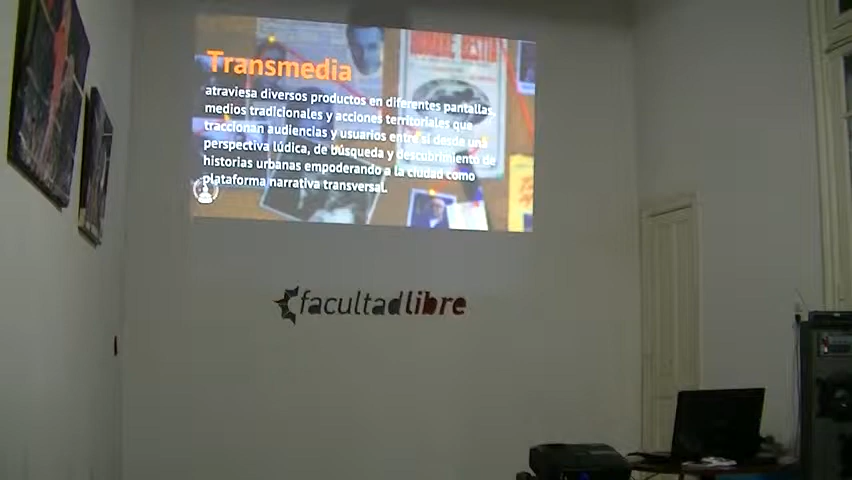 Transmedia
atraviesa diversos productos en diferentes pantallas,
medios tradicionales y acciones territoriales que
traccionan audiencias y usuarios entre sí desde una
perspectiva lúdica, de búsqueda y descubrimiento de
historias urbanas empoderando a la ciudad como
plataforma narrativa transversal.
facultadlibre